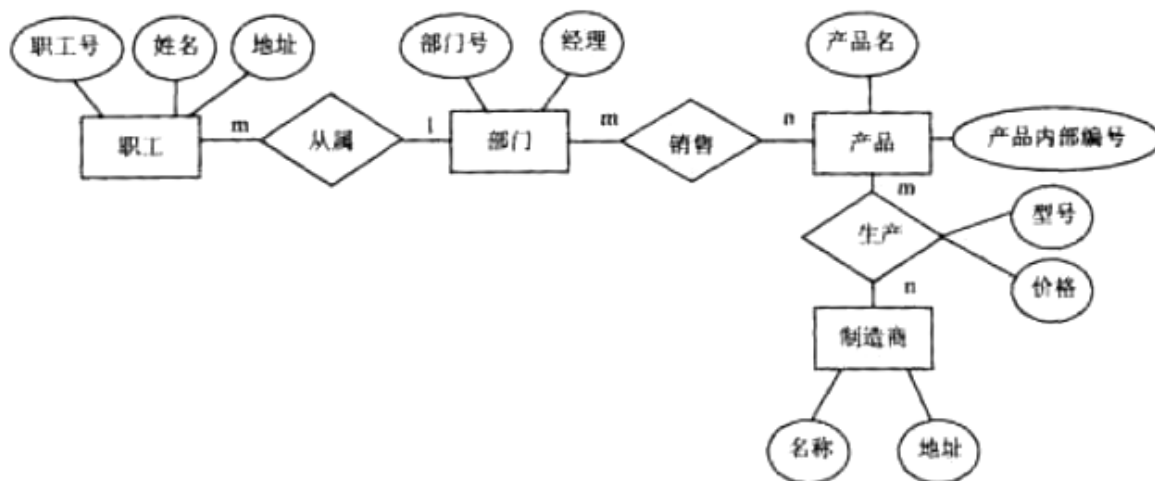 职工号
姓名
地址
部门号
经理
产品名
职工
m
从属
1
部门
m
销售
n
产品
产品内部编号
m
生产
型号
价格
n
制造商
名称
地址